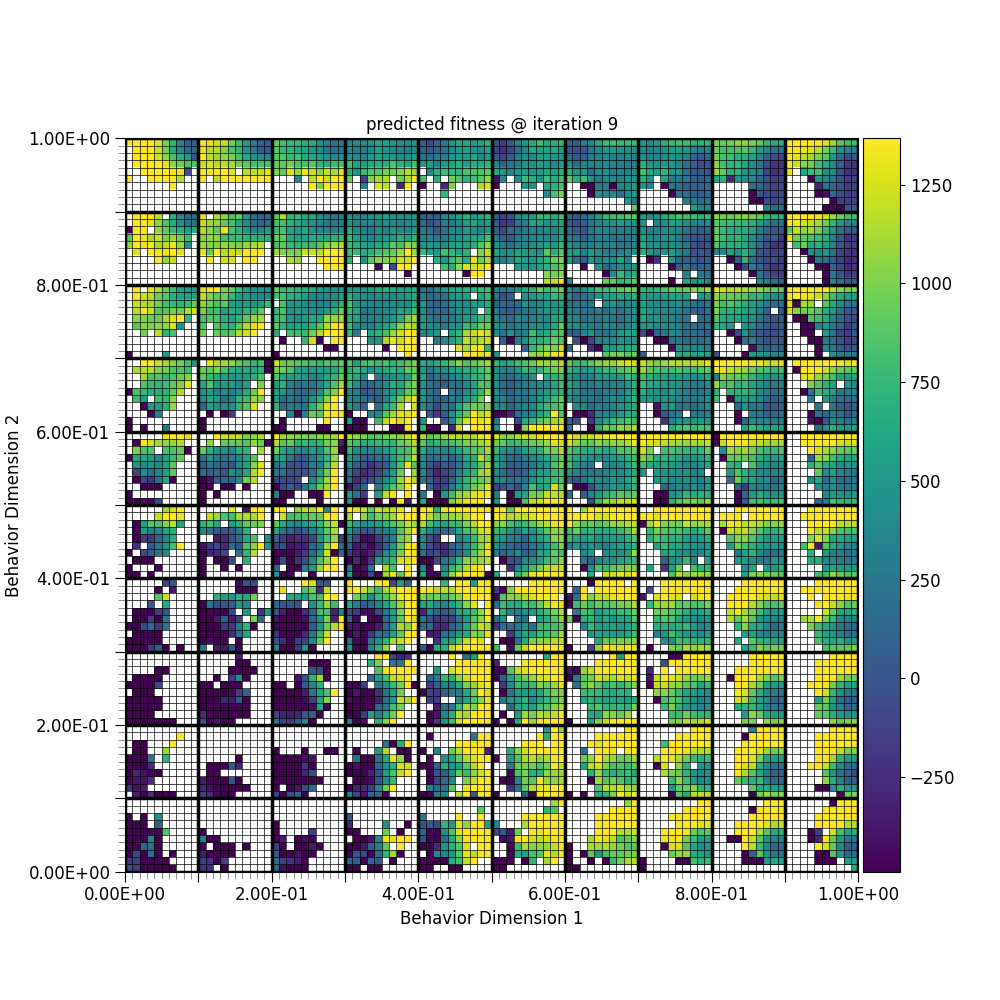 predicted fitness @ iteration 9
1.00E+00
8.00E-01
6.00E-01
4.00E-01
2.00E-01
0.00E+00
Behavior Dimension 2
0.00E+00 2.00E-01 4.00E-01 6.00E-01 8.00E-01 1.00E+00
Behavior Dimension 1
1250
1000
750
500
250
0
−250